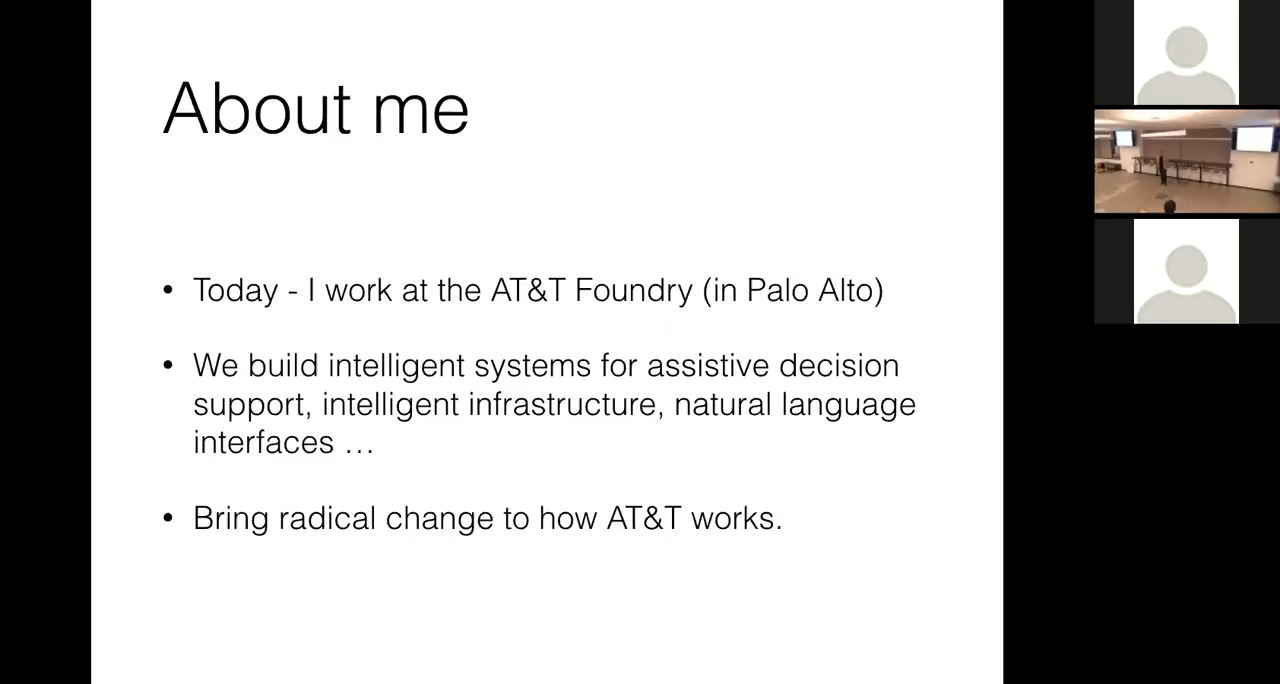 About me
• Today - I work at the AT&T Foundry (in Palo Alto)
• We build intelligent systems for assistive decision
support, intelligent infrastructure, natural language
interfaces …
• Bring radical change to how AT&T works.